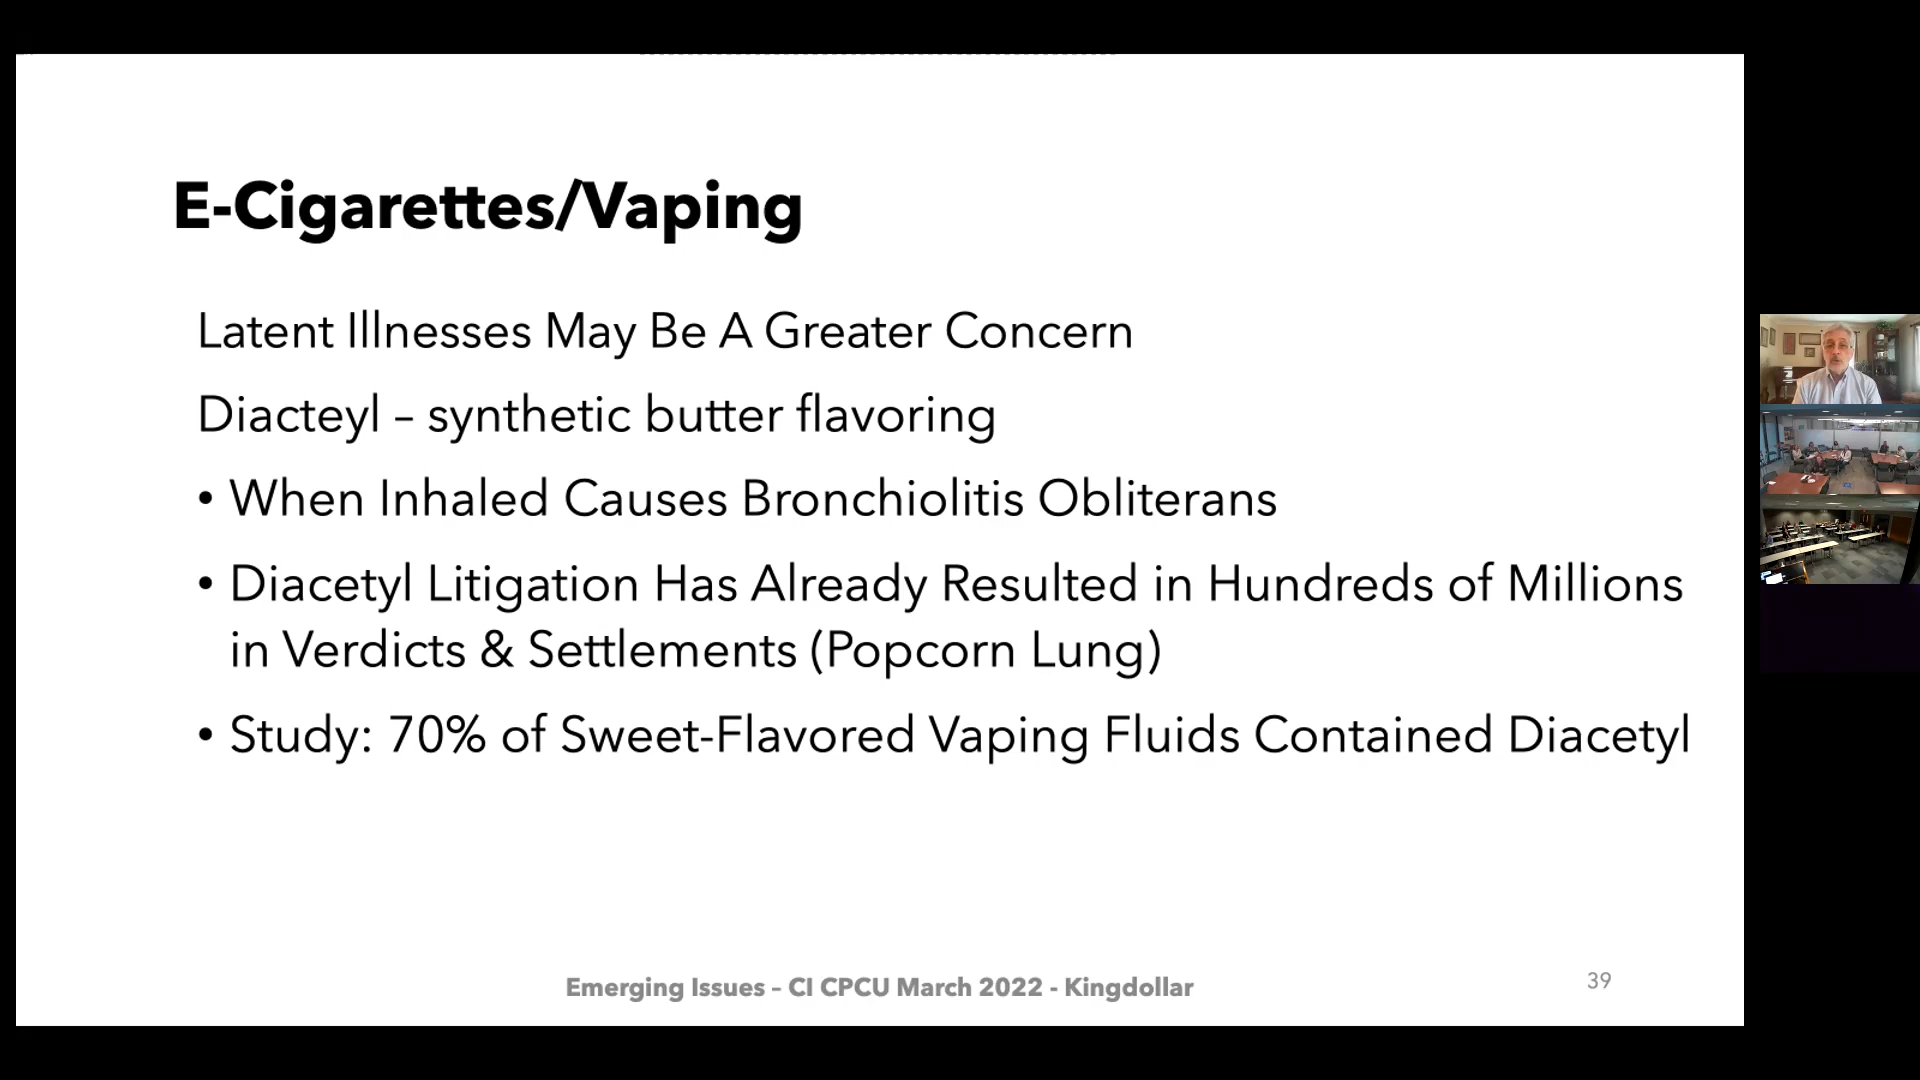 E-Cigarettes/Vaping
Latent Illnesses May Be A Greater Concern
Diacteyl – synthetic butter flavoring
• When Inhaled Causes Bronchiolitis Obliterans
• Diacetyl Litigation Has Already Resulted in Hundreds of Millions
in Verdicts & Settlements (Popcorn Lung)
• Study: 70% of Sweet-Flavored Vaping Fluids Contained Diacetyl
Emerging Issues – CI CPCU March 2022 - Kingdollar
39